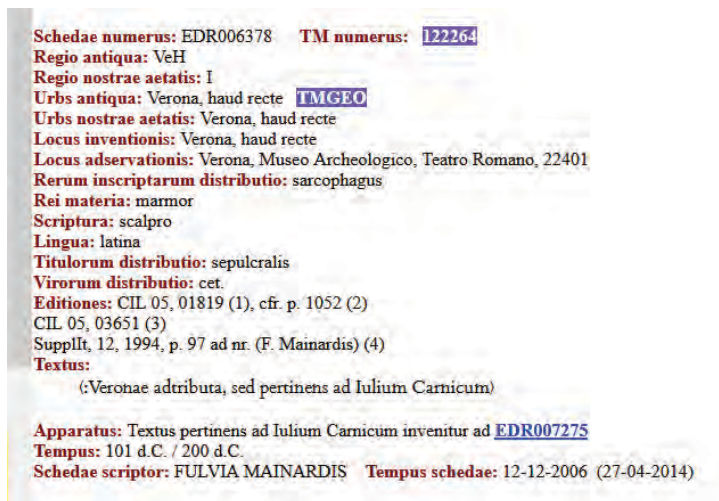 Schedae numerus: EDR006378 TM numerus: 122264
Regio antiqua: VeH
Regio nostrae aetatis: I
Urbs antiqua: Verona, haud recte TMGEO
Urbs nostrae aetatis: Verona, haud recte
Locus inventionis: Verona, haud recte
Locus adservationis: Verona, Museo Archeologico, Teatro Romano, 22401
Rerum inscriptarum distributio: sarcophagus
Rei materia: marmor
Scriptura: scalpro
Lingua: latina
Titulorum distributio: sepulcralis
Virorum distributio: cet.
Editiones: CIL 05, 01819 (1), cfr. p. 1052 (2)
CIL 05, 03651 (3)
SupplIt, 12, 1994, p. 97 ad nr. (F. Mainardis) (4)
Textus:
(:Veronae adtributa, sed pertinens ad Iulium Carnicum)
Apparatus: Textus pertinens ad Iulium Carnicum invenitur ad EDR007275
Tempus: 101 d.C. / 200 d.C.
Schedae scriptor: FULVIA MAINARDIS Tempus schedae: 12-12-2006 (27-04-2014)